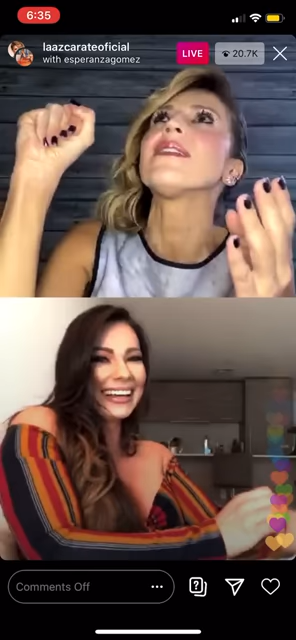 6:35
laazcarateoficial
LIVE
20.7K
with esperanzagomez
Comments Off